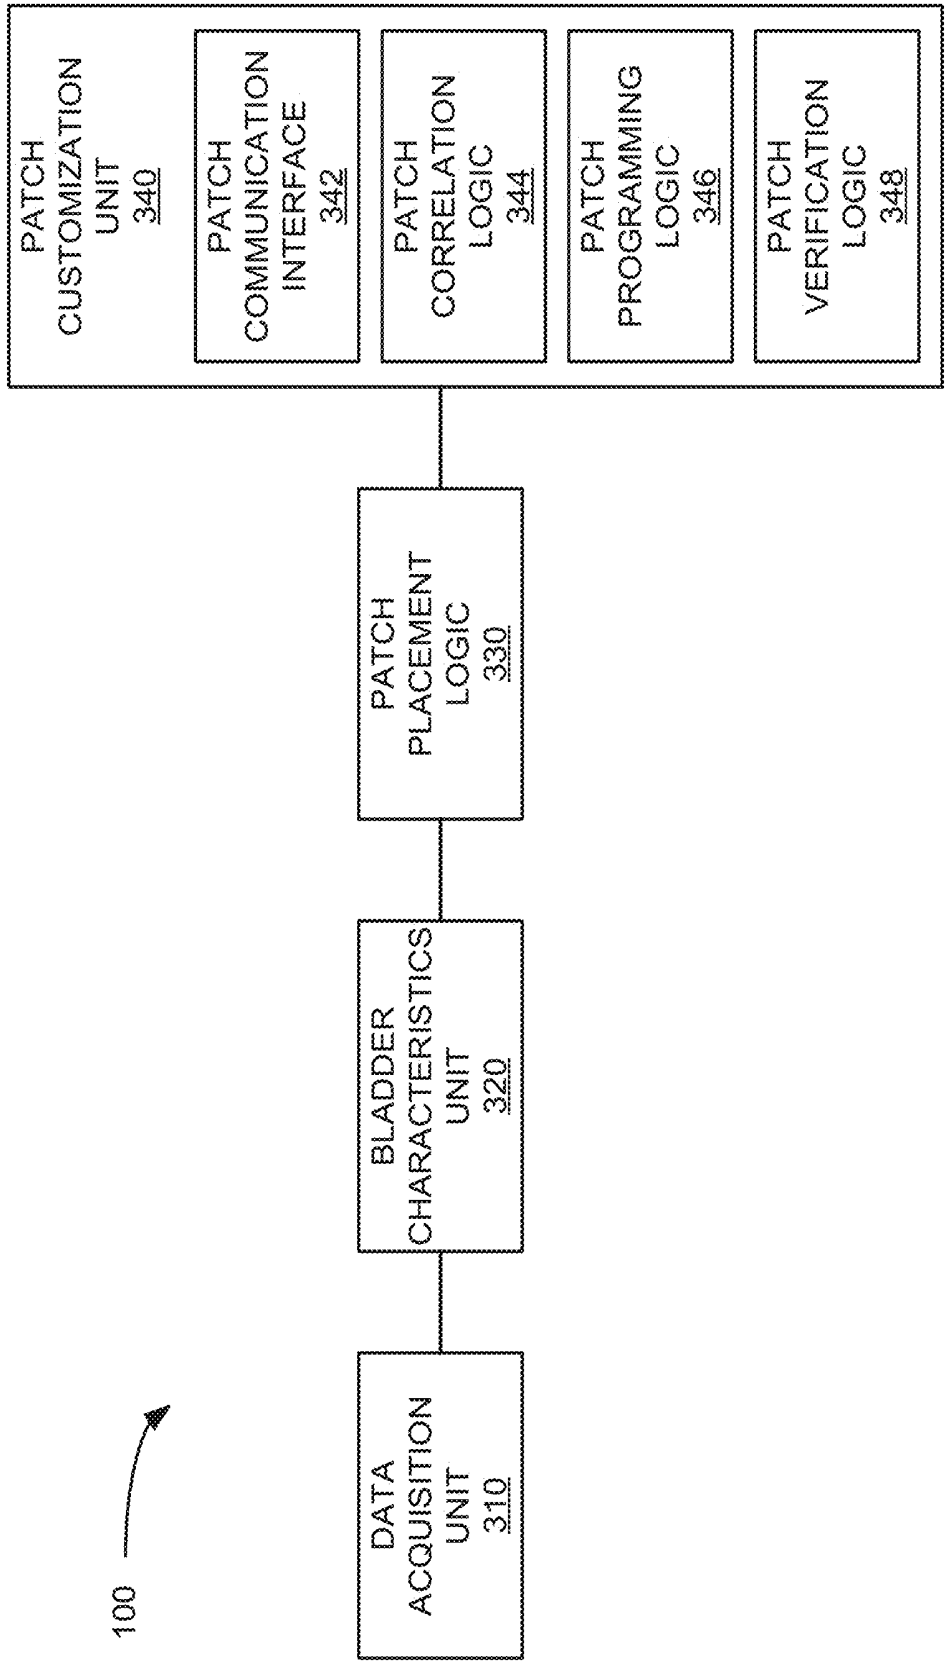 100
DATA
ACQUISITION
UNIT
310
BLADDER
CHARACTERISTICS
UNIT
320
PATCH
PLACEMENT
LOGIC
330
PATCH
CUSTOMIZATION
UNIT
340
PATCH
COMMUNICATION
INTERFACE
342
PATCH
CORRELATION
LOGIC
344
PATCH
PROGRAMMING
LOGIC
346
PATCH
VERIFICATION
LOGIC
348